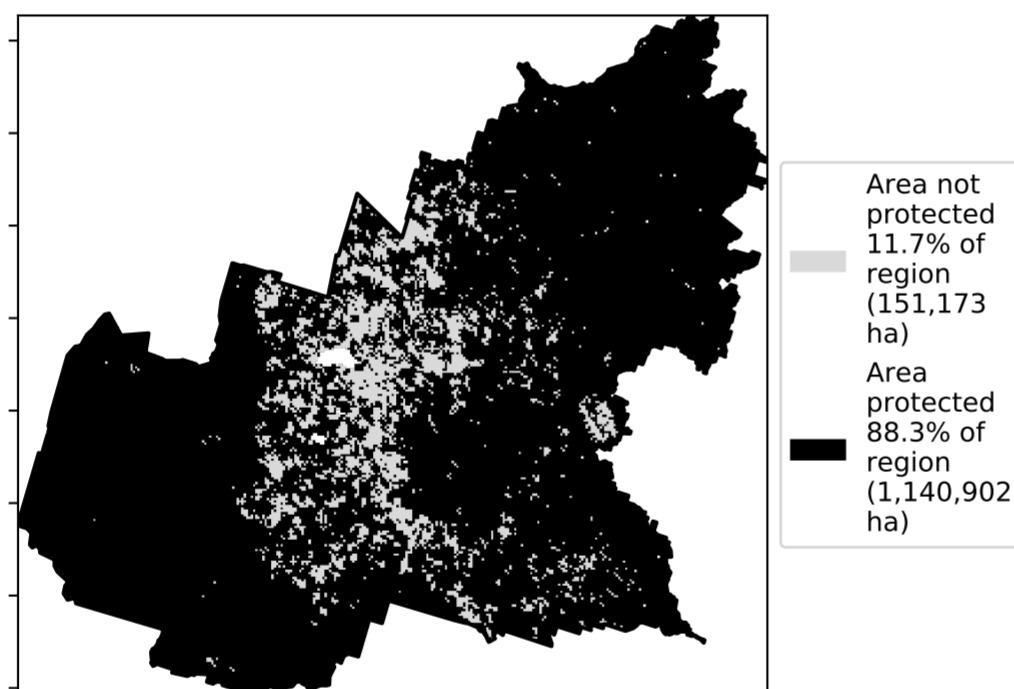 Area not
protected
11.7% of
region
(151,173
ha)
Area
protected
88.3% of
region
(1,140,902
ha)